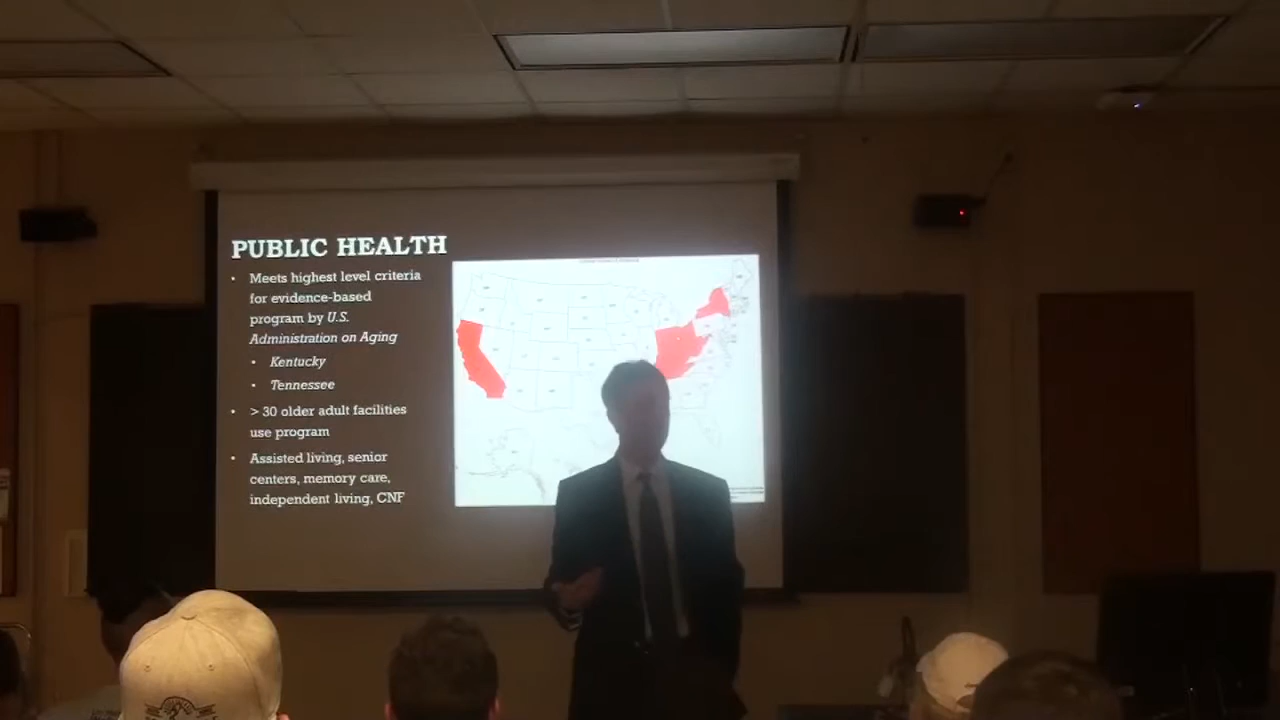 PUBLIC HEALTH
• Meets highest level criteria
for evidence-based
program by U.S.
Administration on Aging
• Kentucky
• Tennessee
• > 30 older adult facilities
use program
• Assisted living, senior
centers, memory care,
independent living, CNF